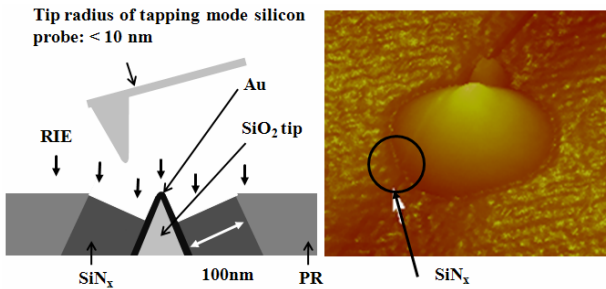 Tip radius of tapping mode silicon
probe: < 10 nm
Au
SiO₂ tip
RIE
SiNₓ
100nm
PR
SiNₓ